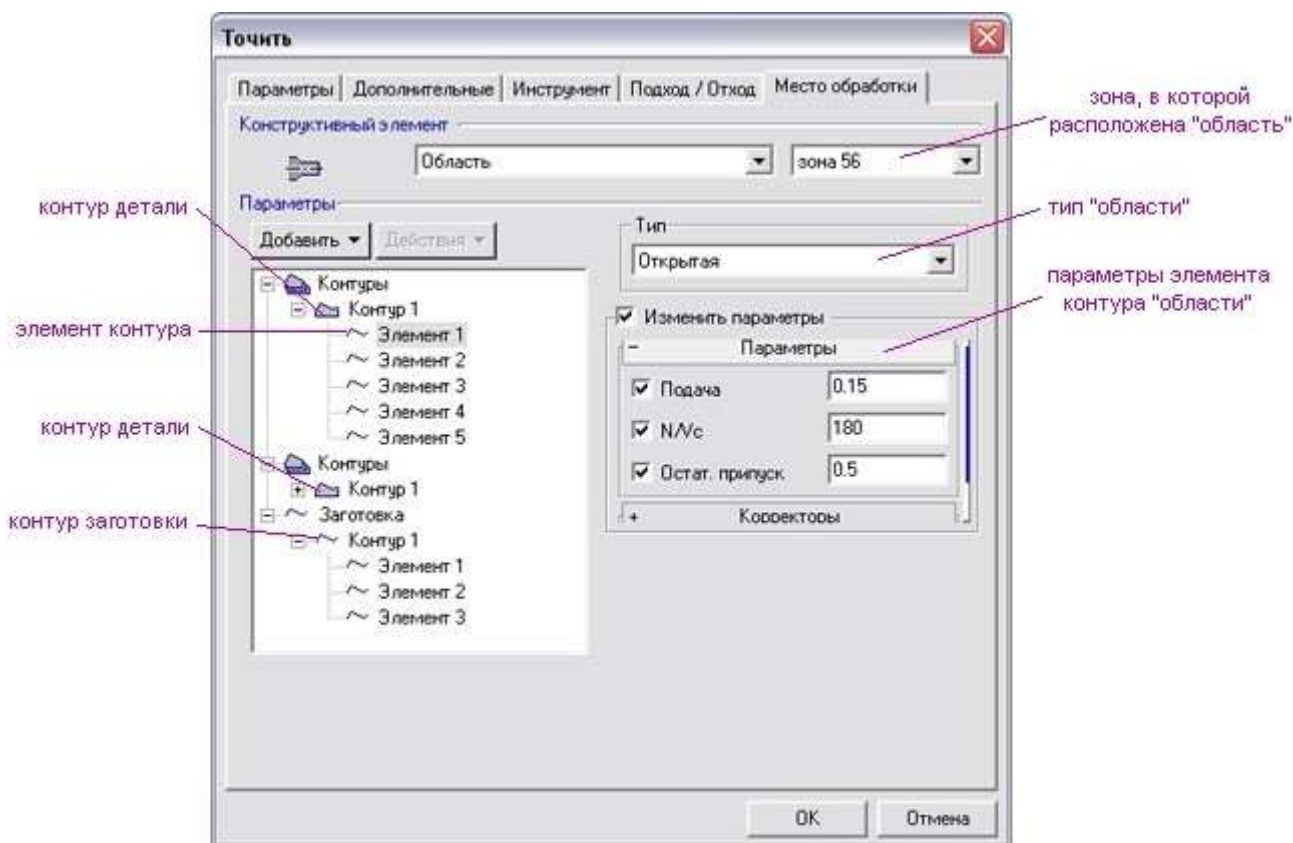 Точить
Параметры
Дополнительные
Инструмент
Подход / Отход
Место обработки
Конструктивный элемент
Область
зона 56
зона, в которой
расположена "область"
Параметры
контур детали
Добавить
Действия
Тип
Открытая
тип "области"
Контуры
Контур 1
элемент контура
Элемент 1
Элемент 2
Элемент 3
Элемент 4
Элемент 5
контур детали
Контуры
Контур 1
контур заготовки
Заготовка
Контур 1
Элемент 1
Элемент 2
Элемент 3
Изменить параметры
параметры элемента
контура "области"
Параметры
Подача
0.15
N/Vc
180
Остат. припуск
0.5
Корректоры
OK
Отмена